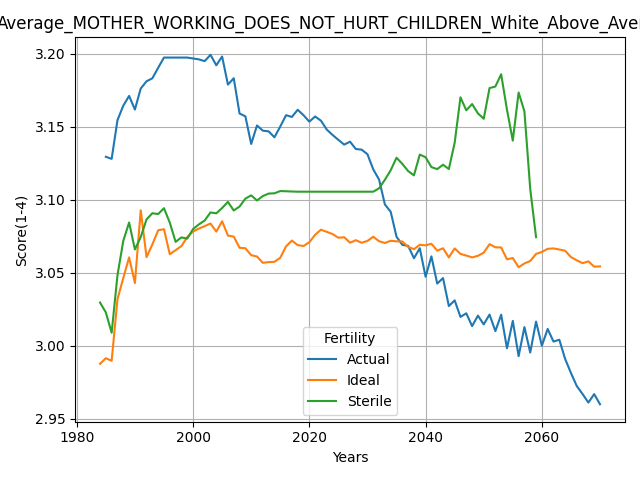 Average_MOTHER_WORKING_DOES_NOT_HURT_CHILDREN_White_Above_Aver
3.20
3.15
3.10
3.05
3.00
2.95
Score(1-4)
Fertility
Actual
Ideal
Sterile
1980
2000
2020
2040
2060
Years